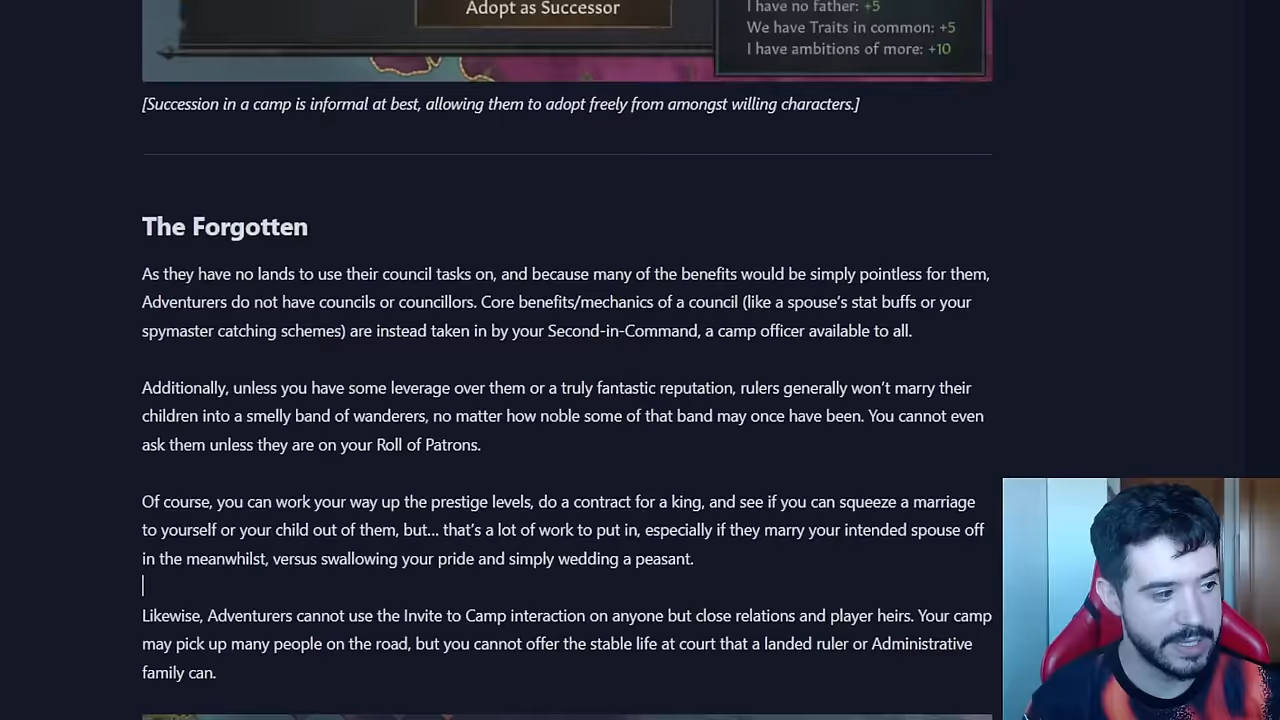 Adopt as Successor
I have no father: +5
We have Traits in common: +5
I have ambitions of more: +10
[Succession in a camp is informal at best, allowing them to adopt freely from amongst willing characters.]
The Forgotten
As they have no lands to use their council tasks on, and because many of the benefits would be simply pointless for them,
Adventurers do not have councils or councillors. Core benefits/mechanics of a council (like a spouse’s stat buffs or your
spymaster catching schemes) are instead taken in by your Second-in-Command, a camp officer available to all.
Additionally, unless you have some leverage over them or a truly fantastic reputation, rulers generally won’t marry their
children into a smelly band of wanderers, no matter how noble some of that band may once have been. You cannot even
ask them unless they are on your Roll of Patrons.
Of course, you can work your way up the prestige levels, do a contract for a king, and see if you can squeeze a marriage
to yourself or your child out of them, but... that’s a lot of work to put in, especially if they marry your intended spouse off
in the meanwhilst, versus swallowing your pride and simply wedding a peasant.
Likewise, Adventurers cannot use the Invite to Camp interaction on anyone but close relations and player heirs. Your camp
may pick up many people on the road, but you cannot offer the stable life at court that a landed ruler or Administrative
family can.